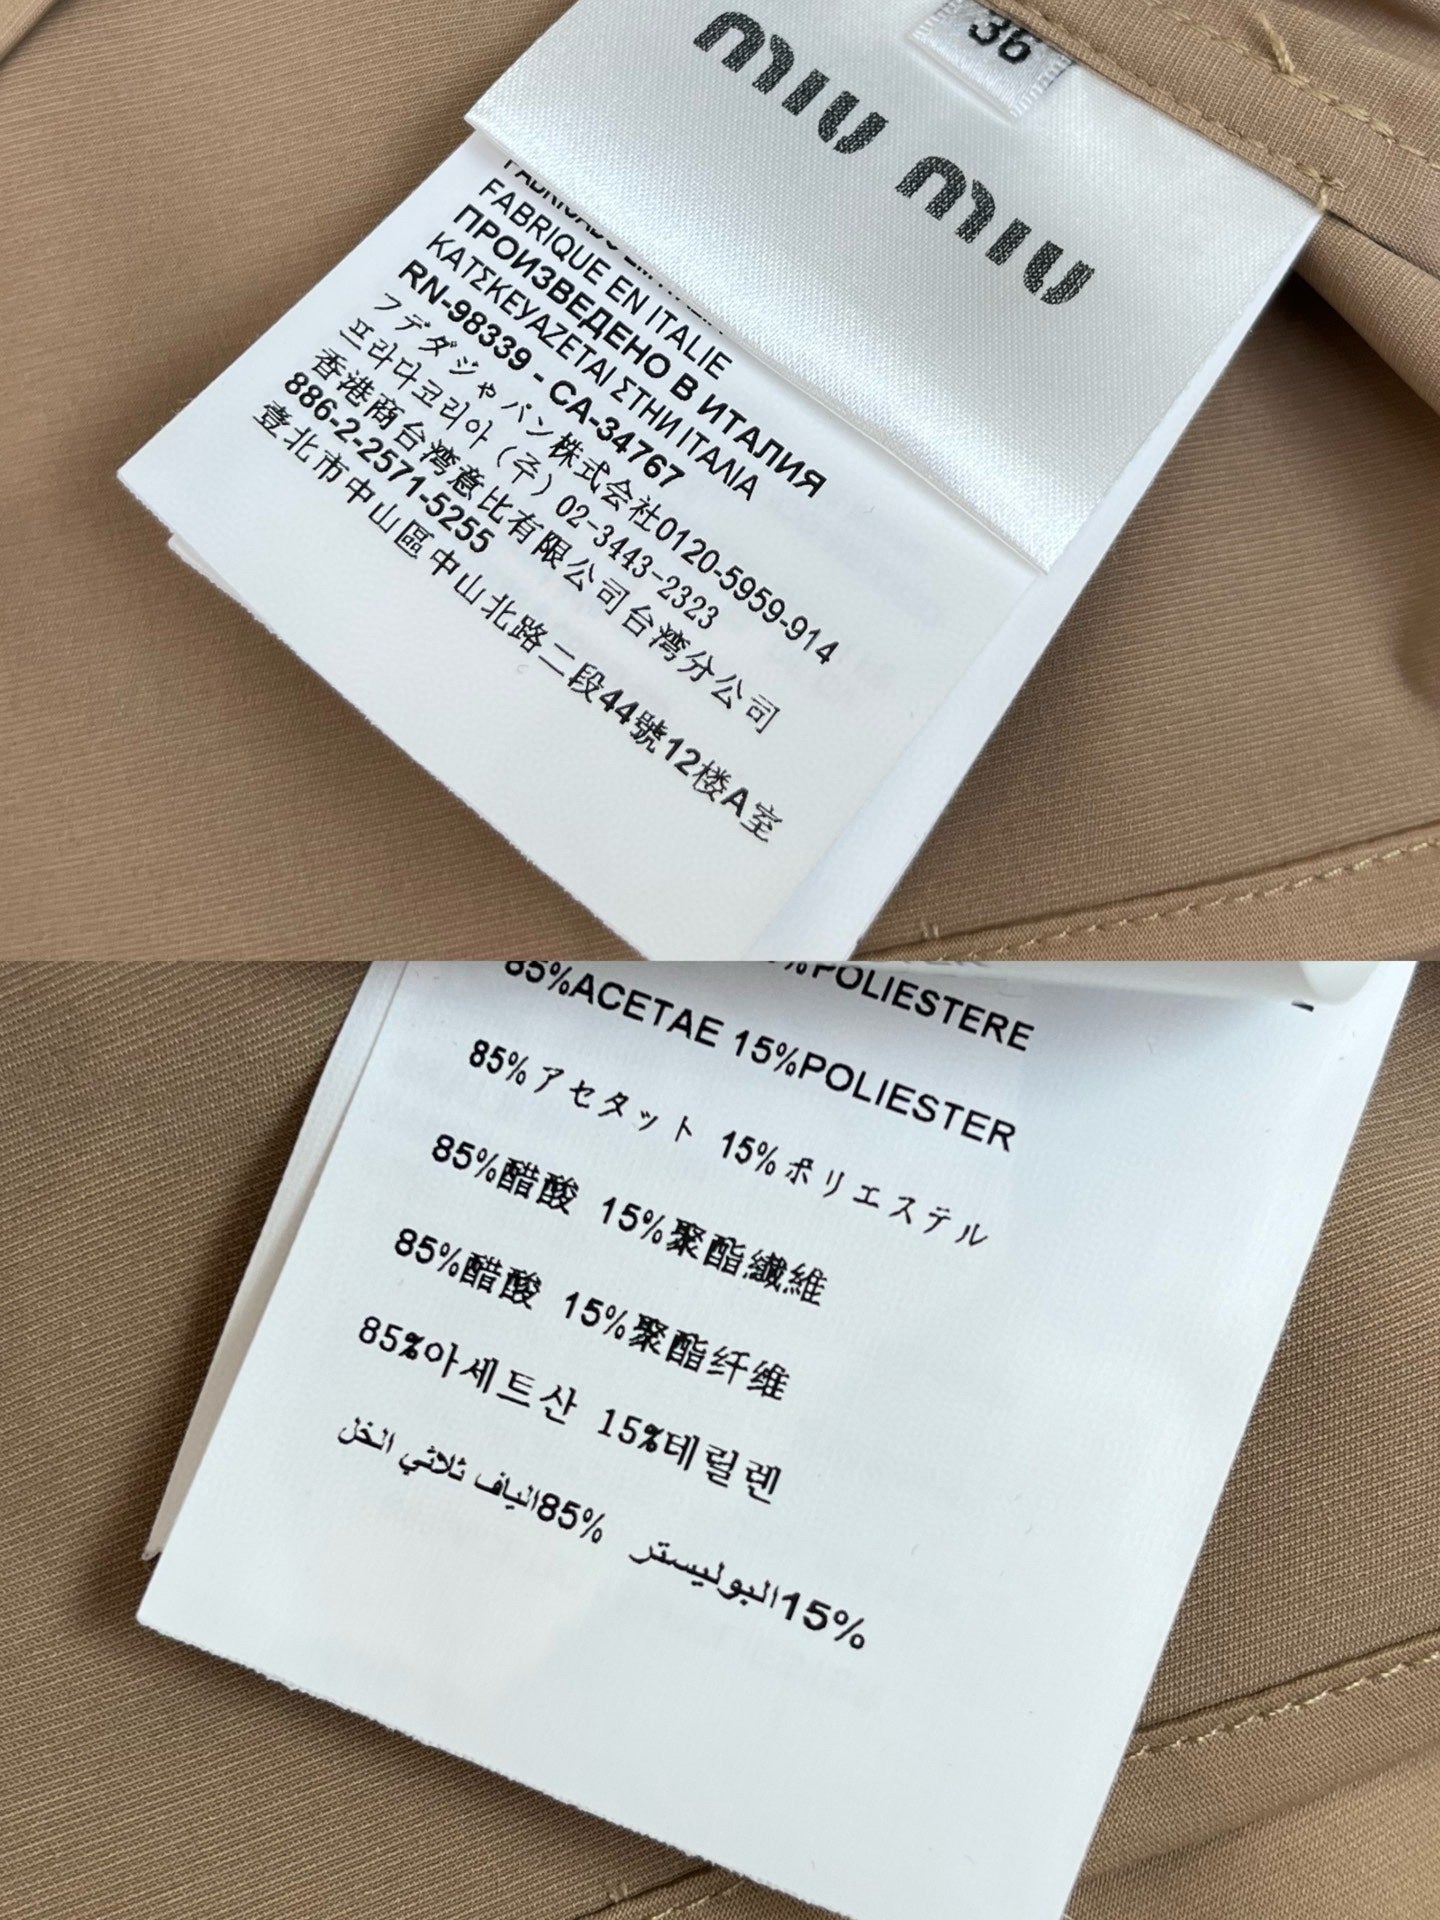 36
miu miu
FABRIQUE EN ITALIE
ПРОИЗВЕДЕНО В ИТАЛИЯ
ΚΑΤΣΚΕΥΑΖΕΤΑΙ ΣΤΗΝ ΙΤΑΛΙΑ
RN-98339 - CA-34767
フデダジャパン株式会社0120-5959-914
프라다코리아 (주) 02-3443-2323
香港商台湾意比有限公司台湾分公司
886-2-2571-5255
壹北市中山區中山北路二段44號12楼A室
%POLIESTERE
85%ACETAE 15%POLIESTER
85%アセタット 15%ポリエステル
85%醋酸 15%聚酯纖維
85%醋酸 15%聚酯纤维
85%아세트산 15%테릴렌
85%الياف ثلاثي الخل
15%البوليستر